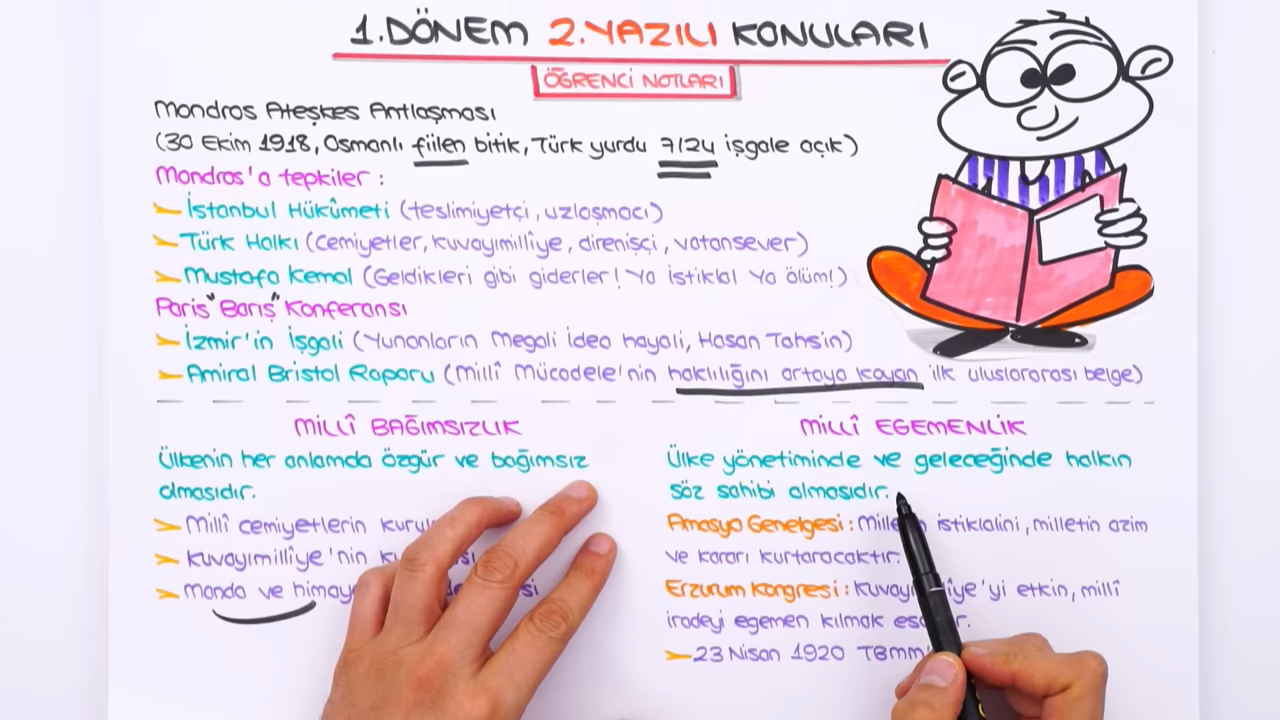 1.DÖNEM 2.YAZILI KONULARI
ÖĞRENCİ NOTLARI
Mondros Ateşkes Antlaşması
(30 Ekim 1918, Osmanlı fiilen bitik, Türk yurdu 7/24 işgale açık)
Mondros'a tepkiler :
İstanbul Hükûmeti (teslimiyetçi, uzlaşmacı)
Türk Halkı (Cemiyetler, kuvayımillîye, direnişçi, vatansever)
Mustafa Kemal (Geldikleri gibi giderler! Ya İstiklal Ya Ölüm!)
Paris "Barış" Konferansı
İzmir'in İşgali (Yunanların Megali İdea hayali, Hasan Tahsin)
Amiral Bristol Raporu (Millî Mücadele'nin haklılığını ortaya koyan ilk uluslararası belge)
MİLLÎ BAĞIMSIZLIK
Ülkenin her anlamda özgür ve bağımsız
olmasıdır.
Millî cemiyetlerin
kuvayımillîye'nin
Manda ve
MİLLÎ EGEMENLİK
Ülke yönetiminde ve geleceğinde halkın
söz sahibi olmasıdır.
Amasya Genelgesi : istiklalini, milletin azim
ve kararı kurtaracaktır.
Erzurum Kongresi : etkin, millî
iradeyi egemen kılmak
23 Nisan 1920 TBMM